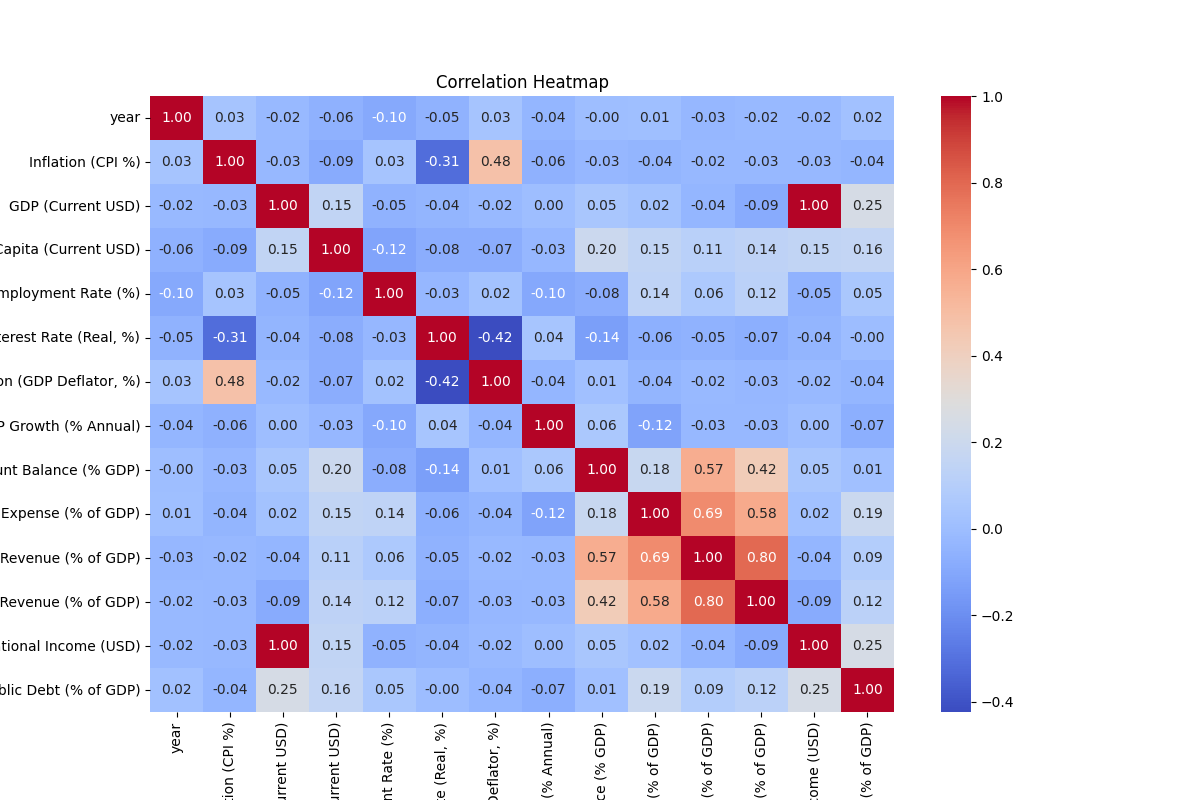 Correlation Heatmap
year 1.00 0.03 -0.02 -0.06 -0.10 -0.05 0.03 -0.04 -0.00 0.01 -0.03 -0.02 -0.02 0.02
Inflation (CPI %) 0.03 1.00 -0.03 -0.09 0.03 -0.31 0.48 -0.06 -0.03 -0.04 -0.02 -0.03 -0.03 -0.04
GDP (Current USD) -0.02 -0.03 1.00 0.15 -0.05 -0.04 -0.02 0.00 0.05 0.02 -0.04 -0.09 1.00 0.25
Capita (Current USD) -0.06 -0.09 0.15 1.00 -0.12 -0.08 -0.07 -0.03 0.20 0.15 0.11 0.14 0.15 0.16
mployment Rate (%) -0.10 0.03 -0.05 -0.12 1.00 -0.03 0.02 -0.10 -0.08 0.14 0.06 0.12 -0.05 0.05
erest Rate (Real, %) -0.05 -0.31 -0.04 -0.08 -0.03 1.00 -0.42 0.04 -0.14 -0.06 -0.05 -0.07 -0.04 -0.00
on (GDP Deflator, %) 0.03 0.48 -0.02 -0.07 0.02 -0.42 1.00 -0.04 0.01 -0.04 -0.02 -0.03 -0.02 -0.04
P Growth (% Annual) -0.04 -0.06 0.00 -0.03 -0.10 0.04 -0.04 1.00 0.06 -0.12 -0.03 -0.03 0.00 -0.07
unt Balance (% GDP) -0.00 -0.03 0.05 0.20 -0.08 -0.14 0.01 0.06 1.00 0.18 0.57 0.42 0.05 0.01
Expense (% of GDP) 0.01 -0.04 0.02 0.15 0.14 -0.06 -0.04 -0.12 0.18 1.00 0.69 0.58 0.02 0.19
Revenue (% of GDP) -0.03 -0.02 -0.04 0.11 0.06 -0.05 -0.02 -0.03 0.57 0.69 1.00 0.80 -0.04 0.09
Revenue (% of GDP) -0.02 -0.03 -0.09 0.14 0.12 -0.07 -0.03 -0.03 0.42 0.58 0.80 1.00 -0.09 0.12
tional Income (USD) -0.02 -0.03 1.00 0.15 -0.05 -0.04 -0.02 0.00 0.05 0.02 -0.04 -0.09 1.00 0.25
blic Debt (% of GDP) 0.02 -0.04 0.25 0.16 0.05 -0.00 -0.04 -0.07 0.01 0.19 0.09 0.12 0.25 1.00
year
tion (CPI %)
urrent USD)
urrent USD)
nt Rate (%)
te (Real, %)
Deflator, %)
(% Annual)
ce (% GDP)
(% of GDP)
(% of GDP)
(% of GDP)
ome (USD)
(% of GDP)
1.0
0.8
0.6
0.4
0.2
0.0
−0.2
−0.4